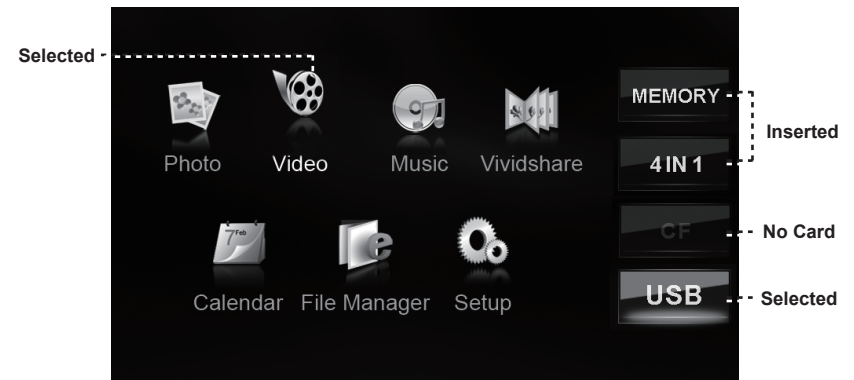 Selected
MEMORY
Inserted
Photo Video Music Vividshare
4 IN 1
7 Feb
CF
No Card
USB
Selected
Calendar File Manager Setup